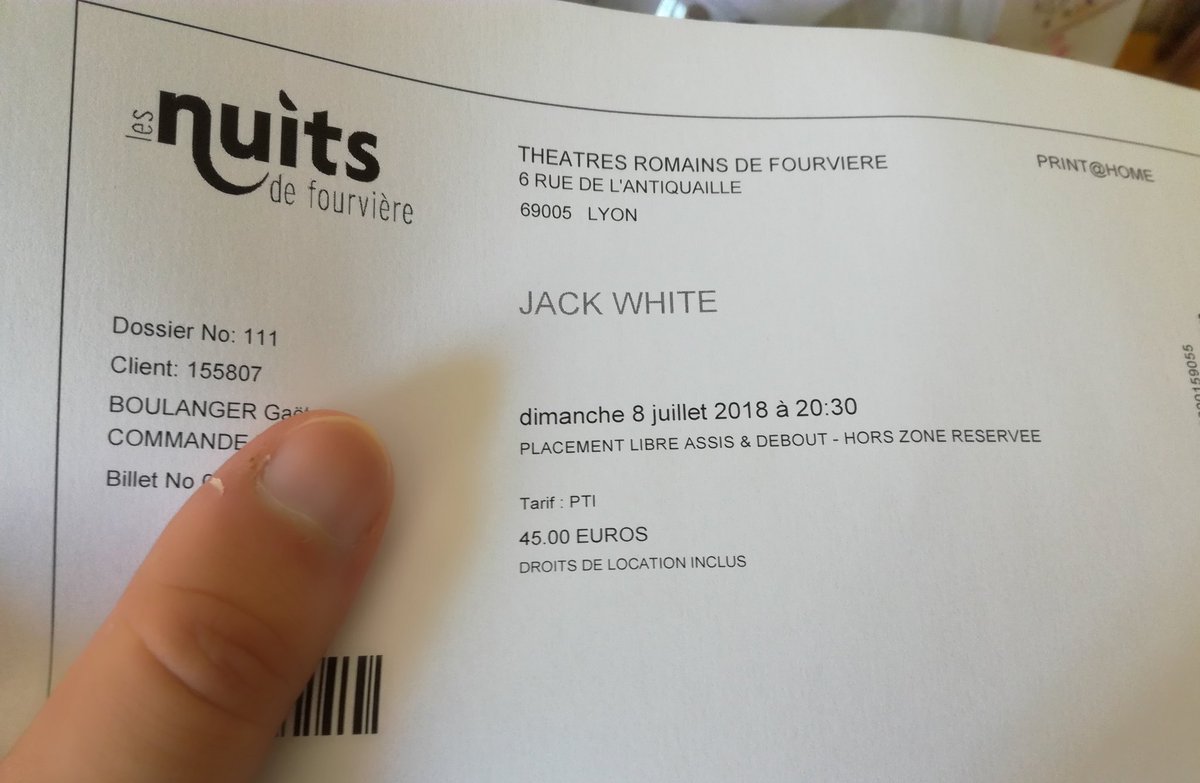 les nuits
de fourvière
THEATRES ROMAINS DE FOURVIERE
6 RUE DE L'ANTIQUAILLE
69005 LYON
PRINT@HOME
JACK WHITE
Dossier No: 111
Client: 155807
BOULANGER
COMMANDE
Billet No
dimanche 8 juillet 2018 à 20:30
PLACEMENT LIBRE ASSIS & DEBOUT - HORS ZONE RESERVEE
Tarif : PTI
45.00 EUROS
DROITS DE LOCATION INCLUS